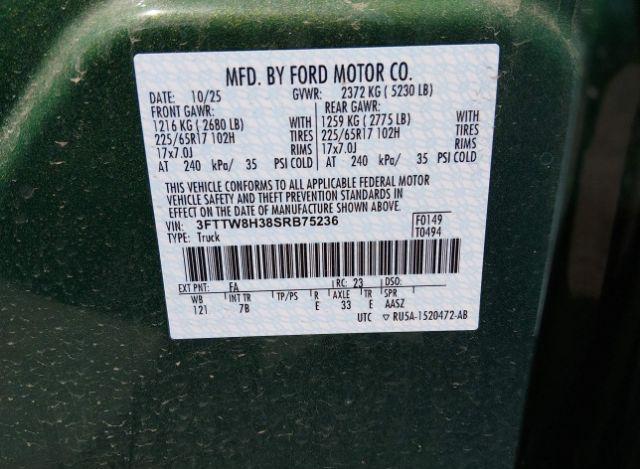 MFD. BY FORD MOTOR CO.
DATE: 10/25 GVWR: 2372 KG ( 5230 LB)
FRONT GAWR: REAR GAWR:
1216 KG ( 2680 LB) WITH 1259 KG ( 2775 LB) WITH
225/65R17 102H TIRES 225/65R17 102H TIRES
17x7.0J RIMS 17x7.0J RIMS
AT 240 kPa/ 35 PSI COLD AT 240 kPa/ 35 PSI COLD
THIS VEHICLE CONFORMS TO ALL APPLICABLE FEDERAL MOTOR
VEHICLE SAFETY AND BUMPER STANDARDS IN
EFFECT ON THE DATE OF MANUFACTURE SHOWN ABOVE.
VIN: 3FTTW8H38SRB75236 F0149
TYPE: Truck T0494
EXT PNT: FA RC: 23 DSO:
WB INT TR TP/PS R AXLE TR SPR
121 7B E 33 E AASZ
UTC RU5A-1520472-AB